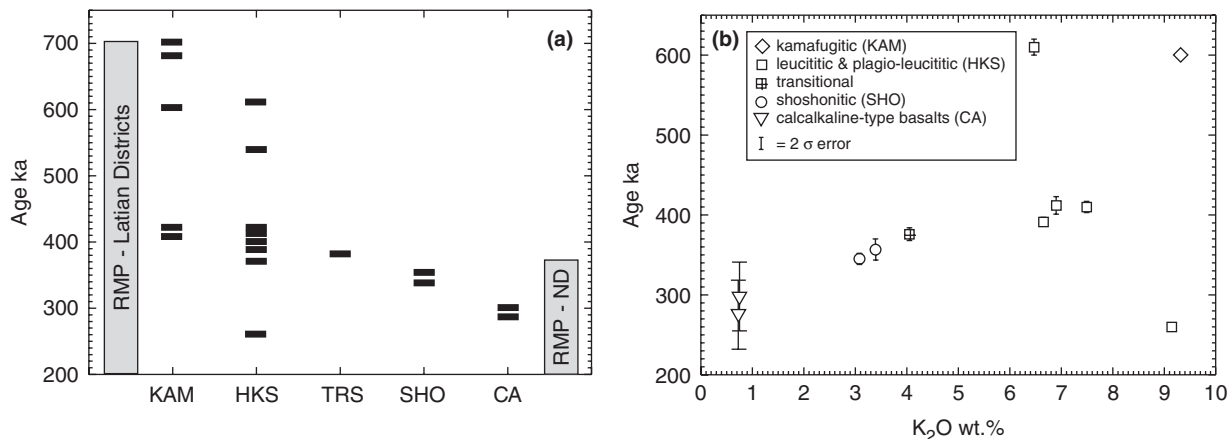 (a)
700
600
500
400
300
200
Age ka
RMP - Latian Districts
RMP - ND
KAM HKS TRS SHO CA
(b)
kamafugitic (KAM)
leucititic & plagio-leucititic (HKS)
transitional
shoshonitic (SHO)
calcalkaline-type basalts (CA)
= 2 σ error
600
500
400
300
200
Age ka
0 1 2 3 4 5 6 7 8 9 10
K₂O wt.%